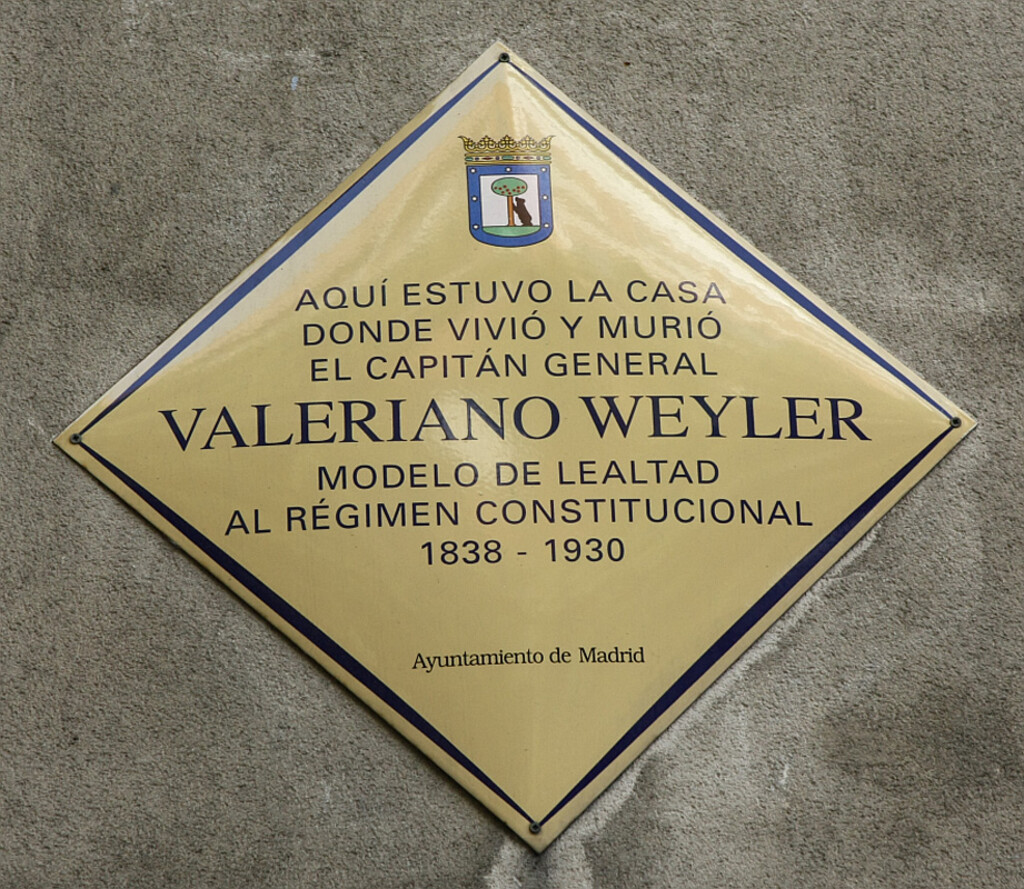 AQUÍ ESTUVO LA CASA
DONDE VIVIÓ Y MURIÓ
EL CAPITÁN GENERAL
VALERIANO WEYLER
MODELO DE LEALTAD
AL RÉGIMEN CONSTITUCIONAL
1838 - 1930
Ayuntamiento de Madrid